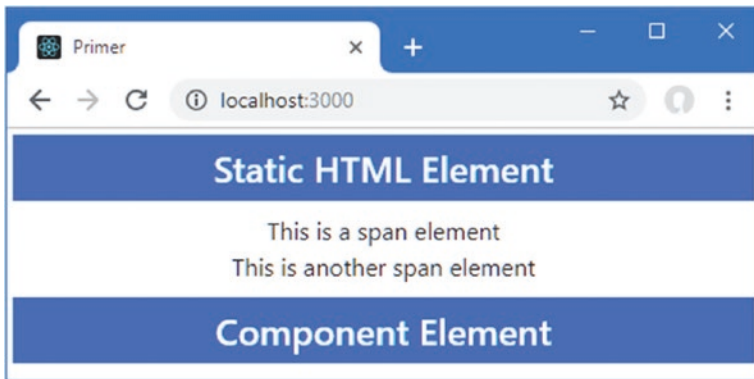 Primer
localhost:3000
Static HTML Element
This is a span element
This is another span element
Component Element